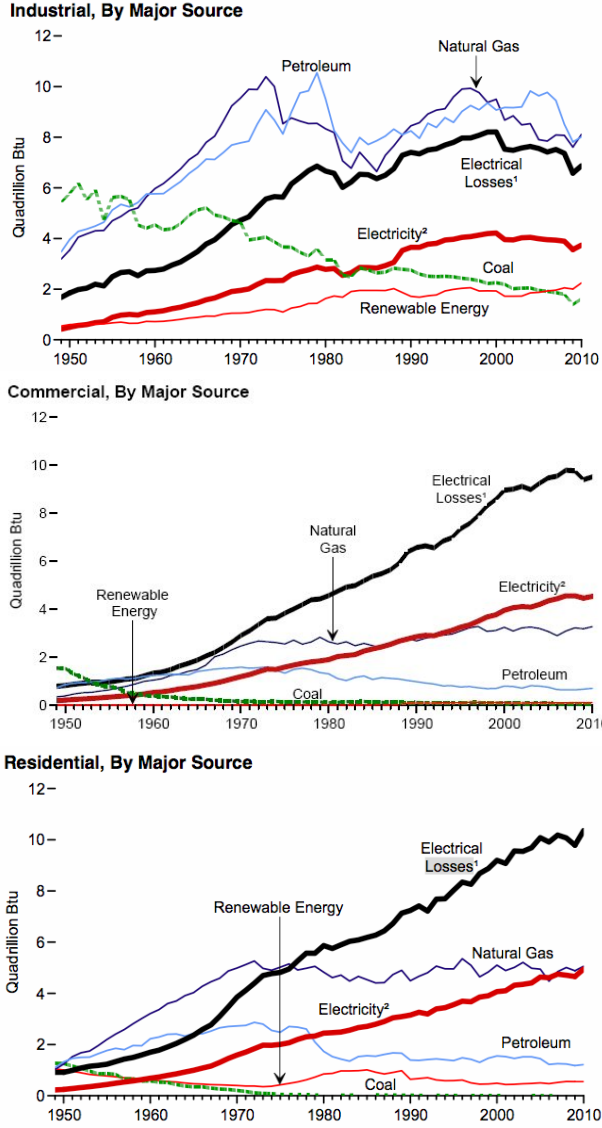 Industrial, By Major Source
12
Natural Gas
Petroleum
10
8
Electrical
Losses¹
6
Quadrillion Btu
Electricity²
4
Coal
2
Renewable Energy
0
1950 1960 1970 1980 1990 2000 2010
Commercial, By Major Source
12
10
Electrical
Losses¹
8
Natural
Gas
6
Quadrillion Btu
Renewable
Energy
Electricity²
4
2
Petroleum
Coal
0
1950 1960 1970 1980 1990 2000 2010
Residential, By Major Source
12
10
Electrical
Losses¹
8
Renewable Energy
6
Quadrillion Btu
Natural Gas
4
Electricity²
2
Petroleum
Coal
0
1950 1960 1970 1980 1990 2000 2010